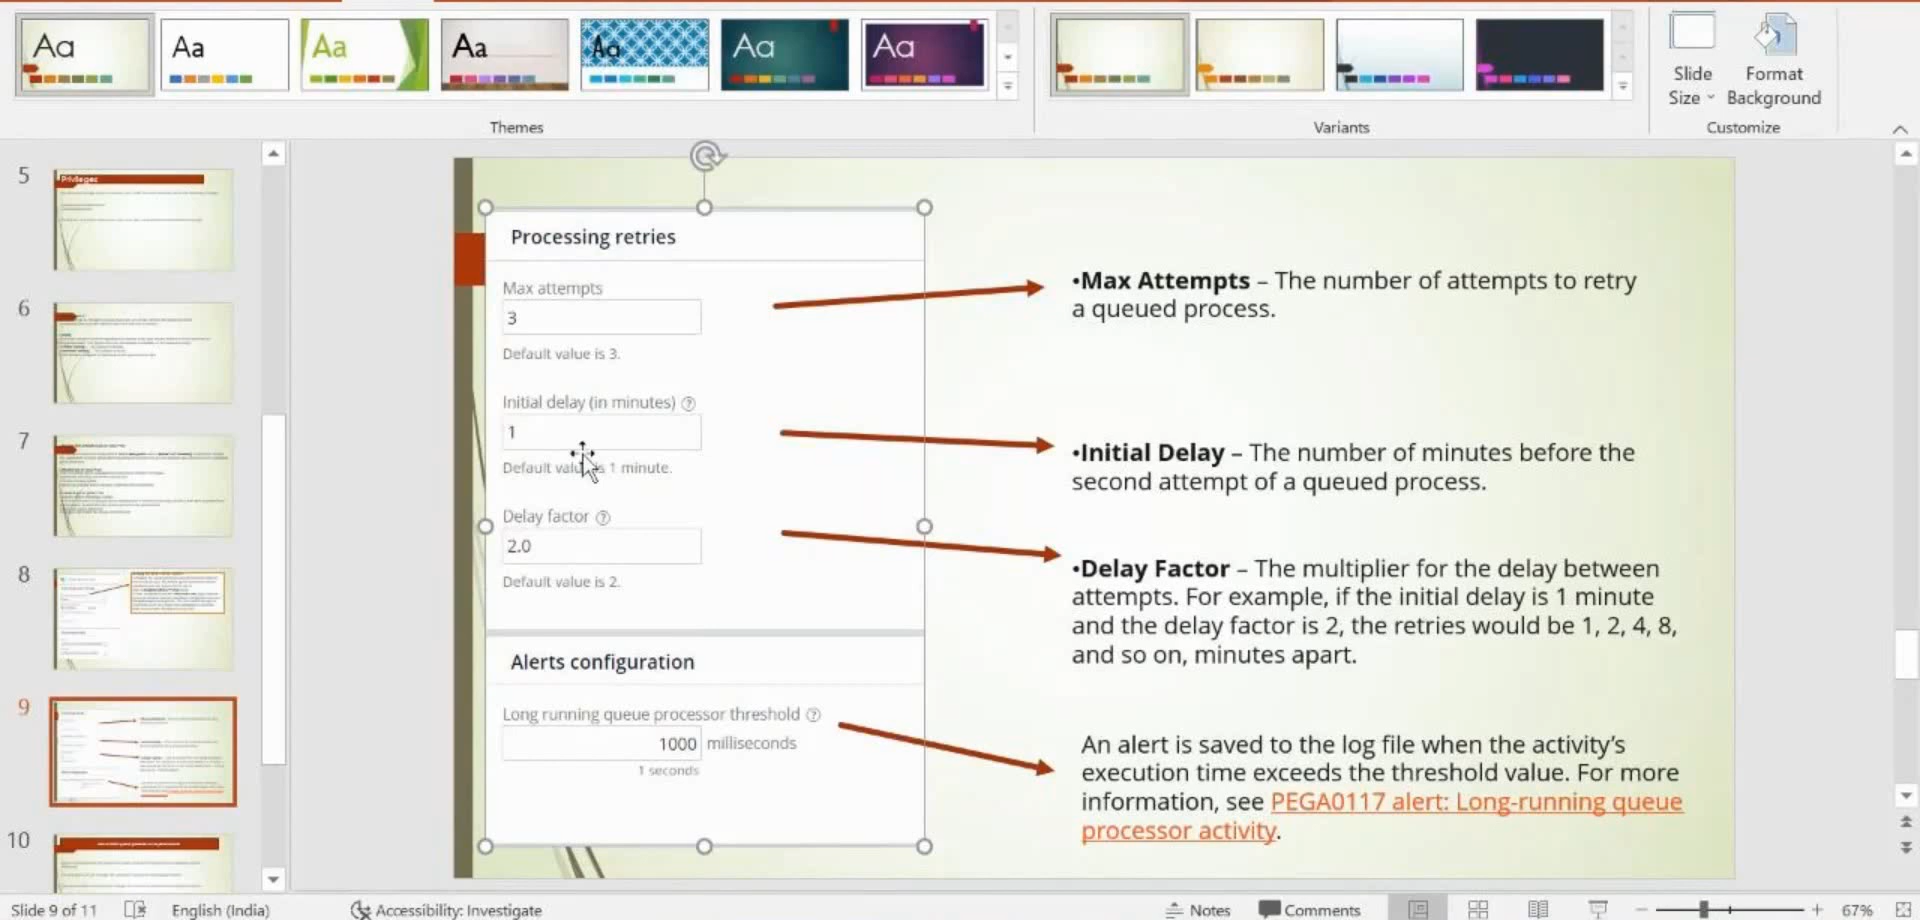 Aa
Aa
Aa
Aa
Aa
Aa
Aa
Slide
Size
Format
Background
Themes
Variants
Customize
5
Privileges
6
7
8
9
10
Processing retries
Max attempts
3
Default value is 3.
Initial delay (in minutes)
1
Default value is 1 minute.
Delay factor
2.0
Default value is 2.
Alerts configuration
Long running queue processor threshold
1000 milliseconds
1 seconds
•Max Attempts – The number of attempts to retry
a queued process.
•Initial Delay – The number of minutes before the
second attempt of a queued process.
•Delay Factor – The multiplier for the delay between
attempts. For example, if the initial delay is 1 minute
and the delay factor is 2, the retries would be 1, 2, 4, 8,
and so on, minutes apart.
An alert is saved to the log file when the activity’s
execution time exceeds the threshold value. For more
information, see PEGA0117 alert: Long-running queue
processor activity.
Slide 9 of 11
English (India)
Accessibility: Investigate
Notes
Comments
67%